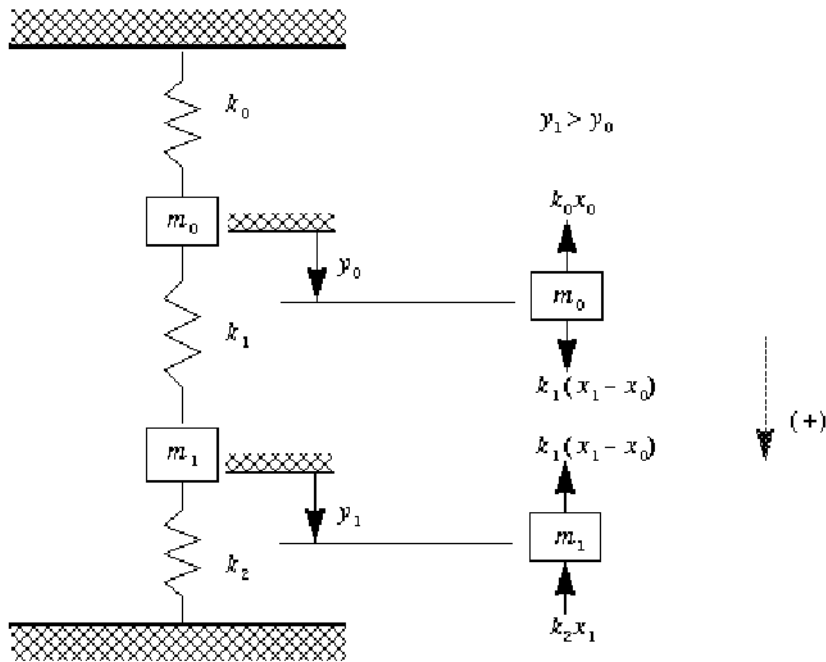 k₀
y₁ > y₀
k₀x₀
m₀
y₀
m₀
k₁
k₁(x₁ − x₀)
(+)
m₁
k₁(x₁ − x₀)
y₁
m₁
k₂
k₂x₁